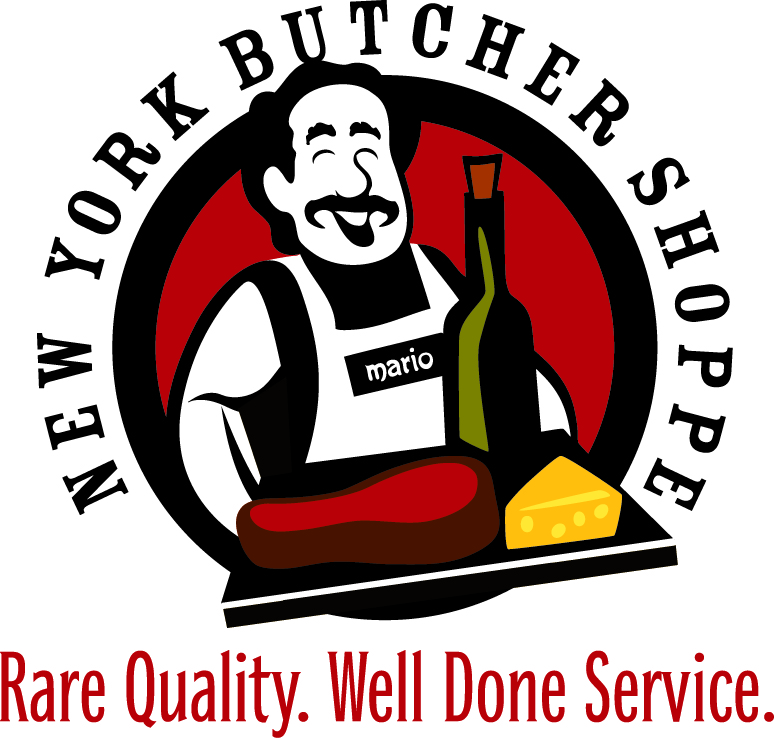 NEW YORK BUTCHER SHOPPE
mario
Rare Quality. Well Done Service.